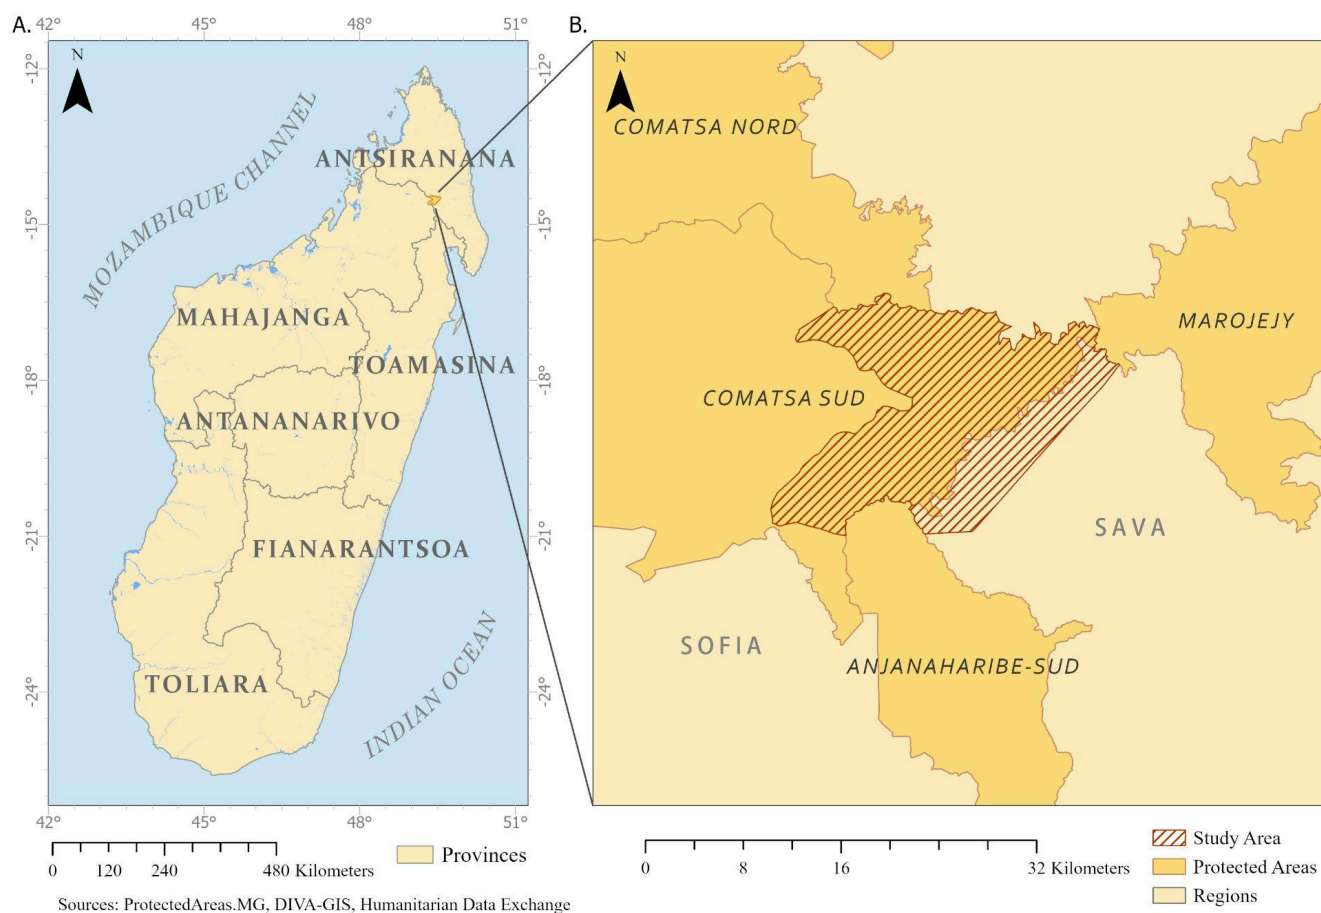 A.
42° 45° 48° 51°
N
-12° -12°
ANTSIRANANA
MOZAMBIQUE CHANNEL
-15° -15°
MAHAJANGA
TOAMASINA
-18° -18°
ANTANANARIVO
-21° -21°
FIANARANTSOA
TOLIARA
-24° -24°
INDIAN OCEAN
42° 45° 48° 51°
0 120 240 480 Kilometers
Provinces
Sources: ProtectedAreas.MG, DIVA-GIS, Humanitarian Data Exchange
B.
N
COMATSA NORD
MAROJEJY
COMATSA SUD
SAVA
SOFIA
ANJANAHARIBE-SUD
0 8 16 32 Kilometers
Study Area
Protected Areas
Regions